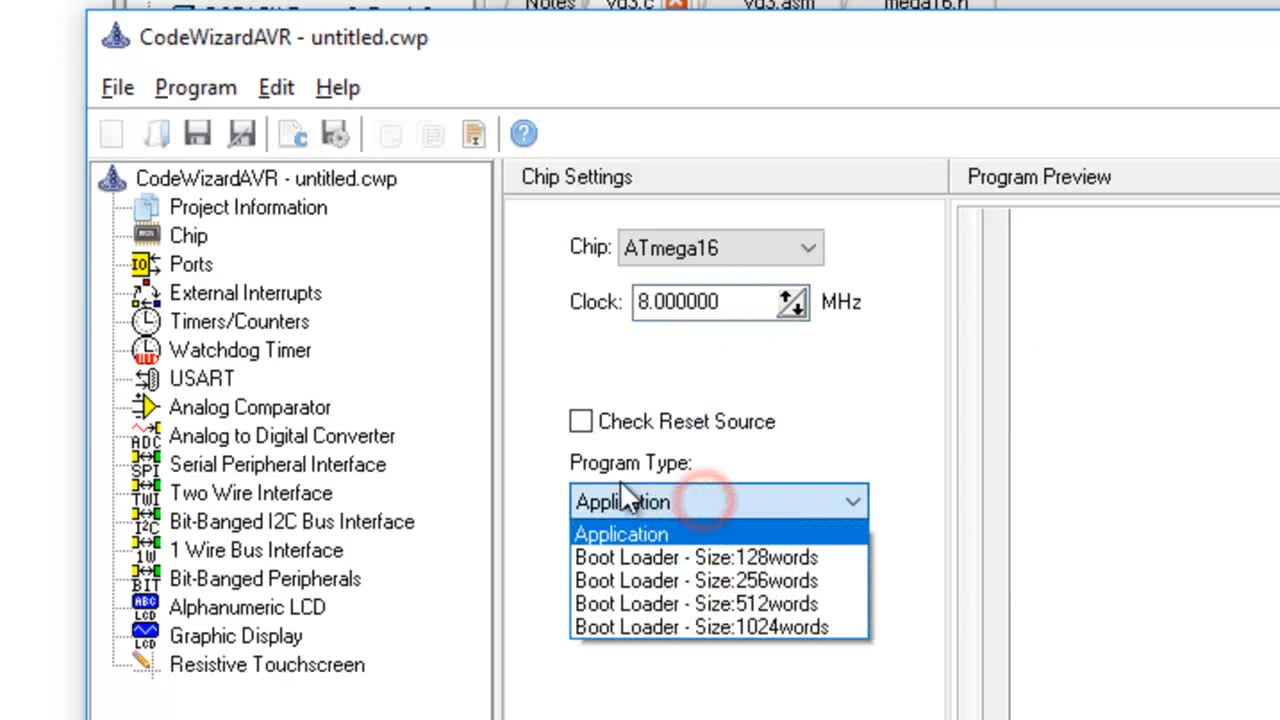 Notes vd3.c vd3.asm mega16.h
CodeWizardAVR - untitled.cwp
File Program Edit Help
CodeWizardAVR - untitled.cwp
Project Information
Chip
Ports
External Interrupts
Timers/Counters
Watchdog Timer
USART
Analog Comparator
Analog to Digital Converter
Serial Peripheral Interface
Two Wire Interface
Bit-Banged I2C Bus Interface
1 Wire Bus Interface
Bit-Banged Peripherals
Alphanumeric LCD
Graphic Display
Resistive Touchscreen
Chip Settings
Chip: ATmega16
Clock: 8.000000 MHz
Check Reset Source
Program Type:
Application
Application
Boot Loader - Size:128words
Boot Loader - Size:256words
Boot Loader - Size:512words
Boot Loader - Size:1024words
Program Preview